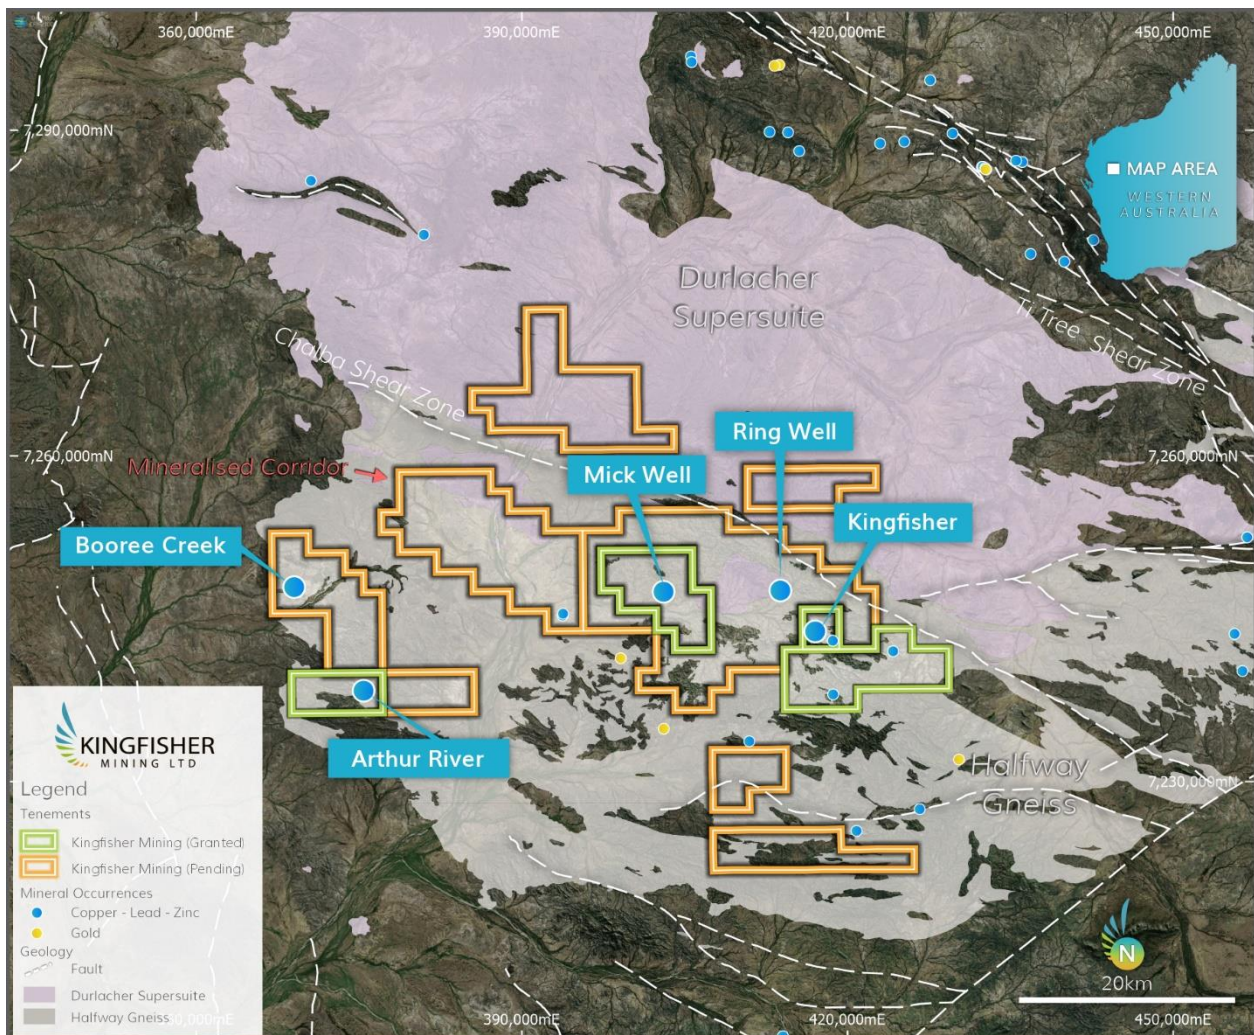 360,000mE
390,000mE
420,000mE
450,000mE
7,290,000mN
MAP AREA
WESTERN
AUSTRALIA
Durlacher
Supersuite
Ti Tree Shear Zone
Chalba Shear Zone
Ring Well
7,260,000mN
7,260,000mN
Mineralised Corridor
Mick Well
Kingfisher
Booree Creek
Arthur River
Halfway
Gneiss
7,230,000mN
KINGFISHER
MINING LTD
Legend
Tenements
Kingfisher Mining (Granted)
Kingfisher Mining (Pending)
Mineral Occurrences
Copper - Lead - Zinc
Gold
Geology
Fault
Durlacher Supersuite
Halfway Gneiss
N
20km
390,000mE
420,000mE
450,000mE